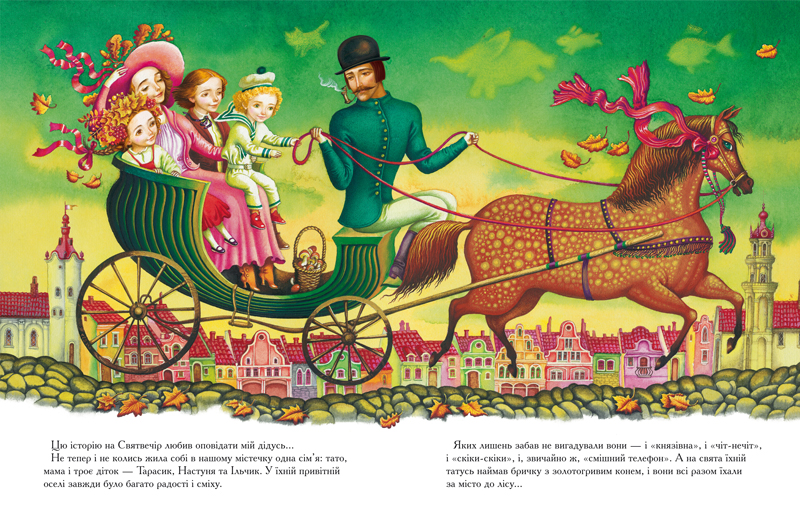 Цю історію на Святвечір любив оповідати мій дідусь...
Не тепер і не колись жила собі в нашому містечку одна сім’я: тато,
мама і троє діток — Тарасик, Настуня та Ільчик. У їхній привітній
оселі завжди було багато радості і сміху.
Яких лишень забав не вигадували вони — і «князівна», і «чіт-нечіт»,
і «скіки-скіки», і, звичайно ж, «смішний телефон». А на свята їхній
татусь наймав бричку з золотогривим конем, і вони всі разом їхали
за місто до лісу...